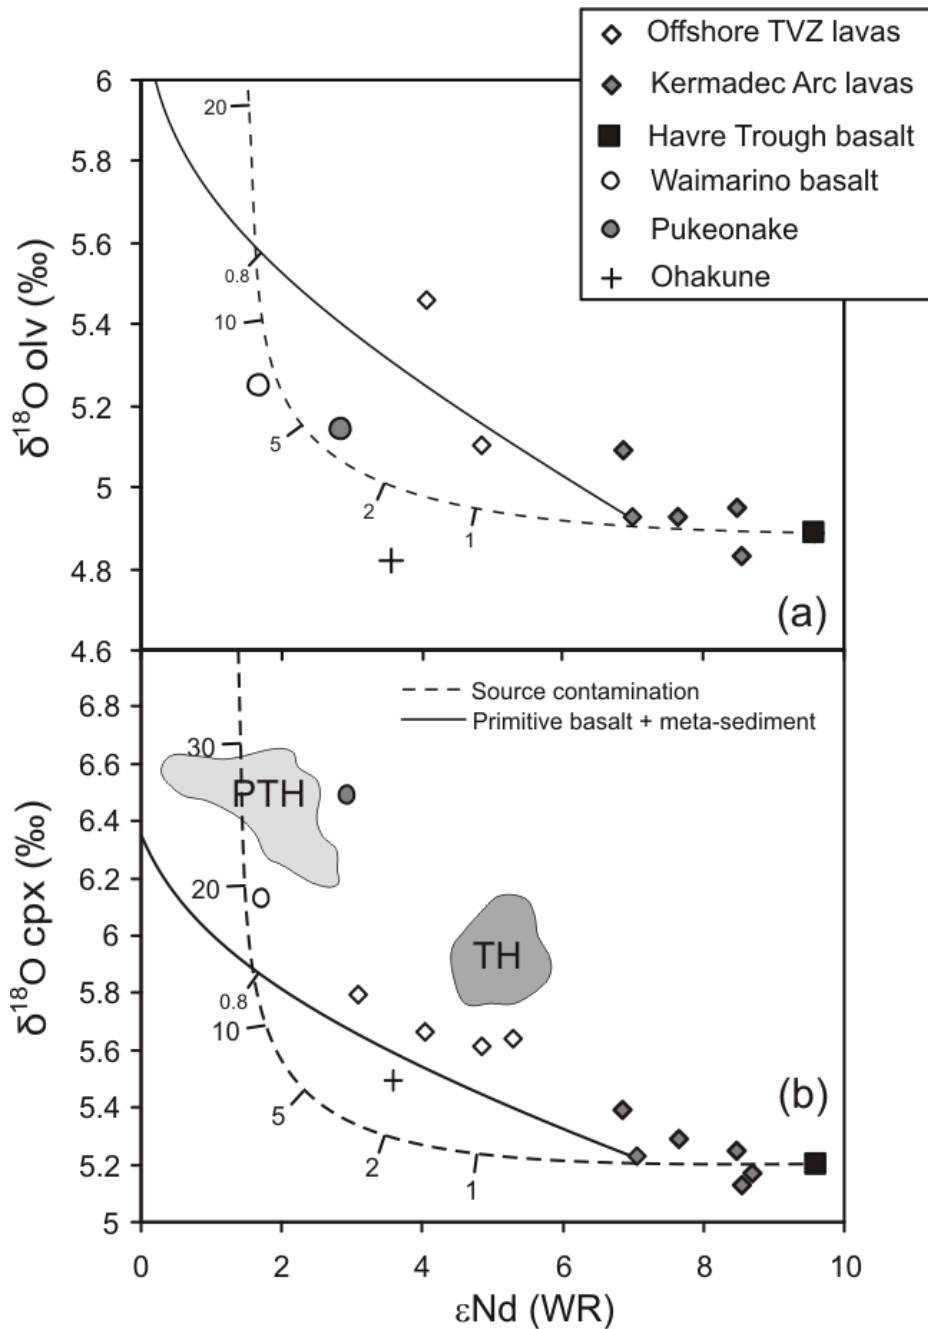 Offshore TVZ lavas
Kermadec Arc lavas
Havre Trough basalt
Waimarino basalt
Pukeonake
Ohakune
δ¹⁸O olv (‰)
6
5.8
5.6
5.4
5.2
5
4.8
4.6
20
0.8
10
5
2
1
(a)
Source contamination
Primitive basalt + meta-sediment
δ¹⁸O cpx (‰)
6.8
6.6
6.4
6.2
6
5.8
5.6
5.4
5.2
5
30
PTH
20
TH
0.8
10
5
2
1
(b)
0 2 4 6 8 10
εNd (WR)